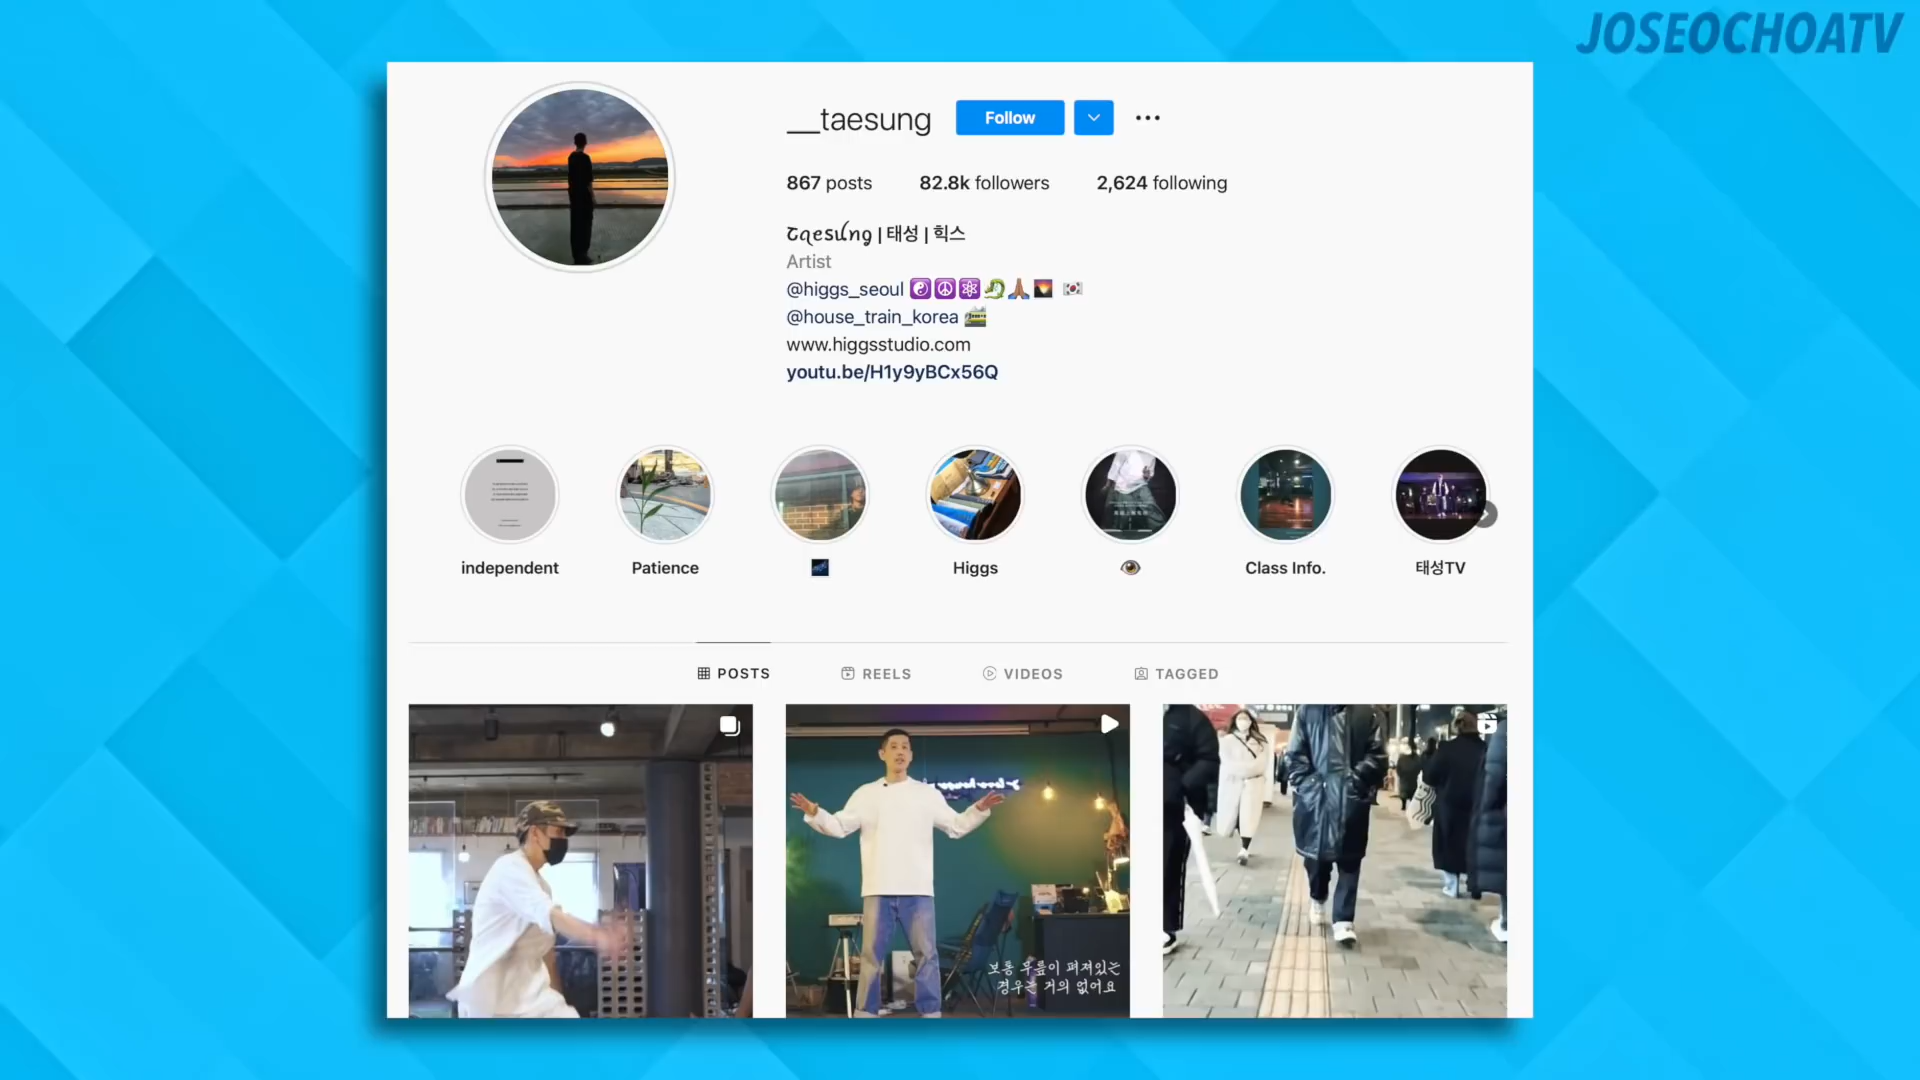 JOSEOCHOATV
__taesung Follow
867 posts 82.8k followers 2,624 following
Taesung | 태성 | 힉스
Artist
@higgs_seoul
@house_train_korea
www.higgsstudio.com
youtu.be/H1y9yBCx56Q
independent Patience Higgs Class Info. 태성TV
POSTS REELS VIDEOS TAGGED
보통 무릎이 펴져있는
경우는 거의 없어요